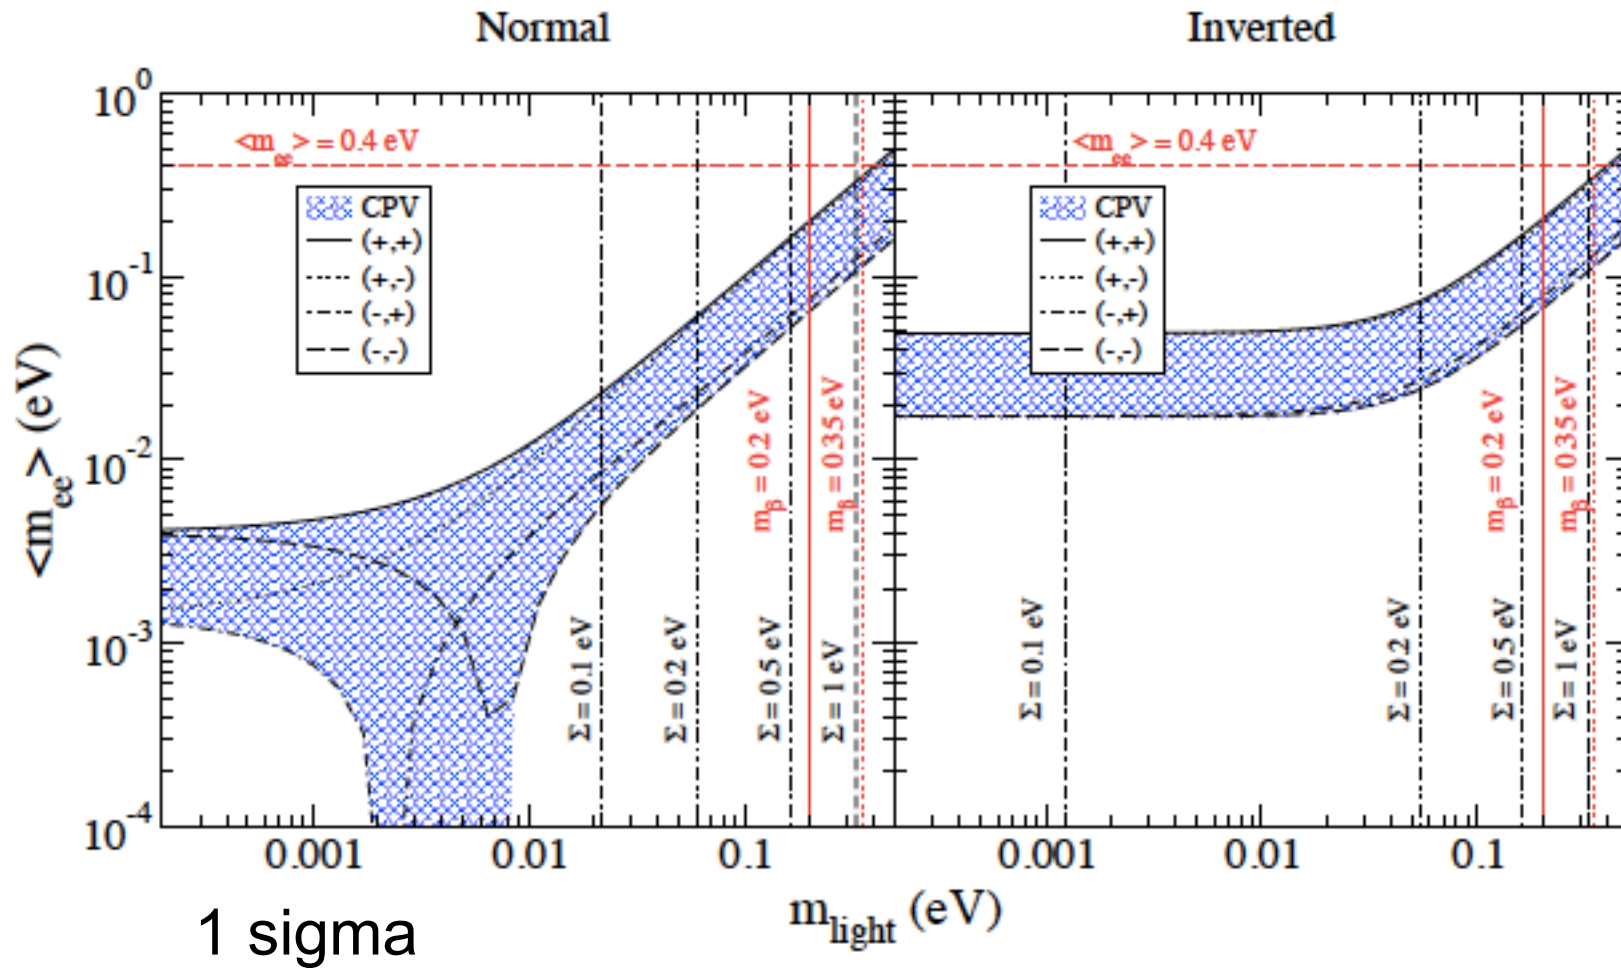 Normal
Inverted
10^0
10^-1
10^-2
10^-3
10^-4
<m_ee> (eV)
<m_ee> = 0.4 eV
CPV
(+,+)
(+,-)
(-,+)
(-,-)
Σ = 0.1 eV
Σ = 0.2 eV
Σ = 0.5 eV
m_β = 0.2 eV
Σ = 1 eV
m_β = 0.35 eV
<m_ee> = 0.4 eV
CPV
(+,+)
(+,-)
(-,+)
(-,-)
Σ = 0.1 eV
Σ = 0.2 eV
Σ = 0.5 eV
m_β = 0.2 eV
Σ = 1 eV
m_β = 0.35 eV
0.001 0.01 0.1 0.001 0.01 0.1
m_light (eV)
1 sigma